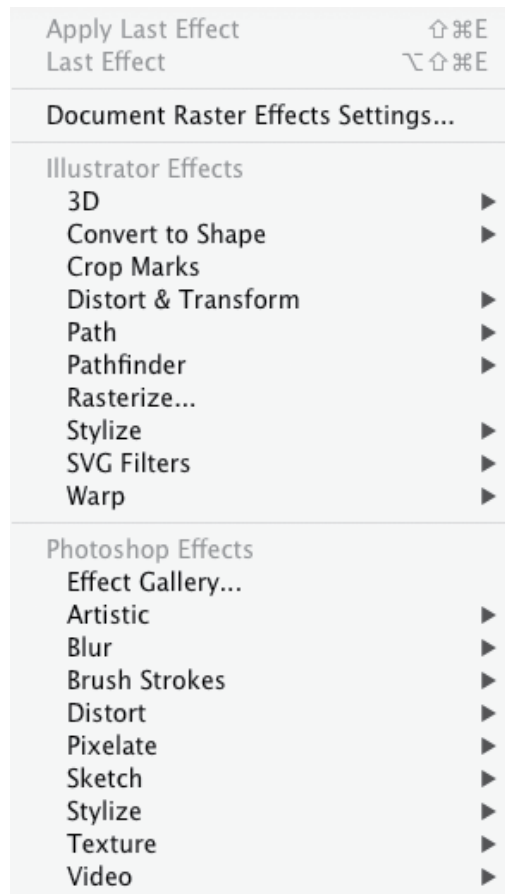 Apply Last Effect ⇧⌘E
Last Effect ⌥⇧⌘E
Document Raster Effects Settings...
Illustrator Effects
3D
Convert to Shape
Crop Marks
Distort & Transform
Path
Pathfinder
Rasterize...
Stylize
SVG Filters
Warp
Photoshop Effects
Effect Gallery...
Artistic
Blur
Brush Strokes
Distort
Pixelate
Sketch
Stylize
Texture
Video